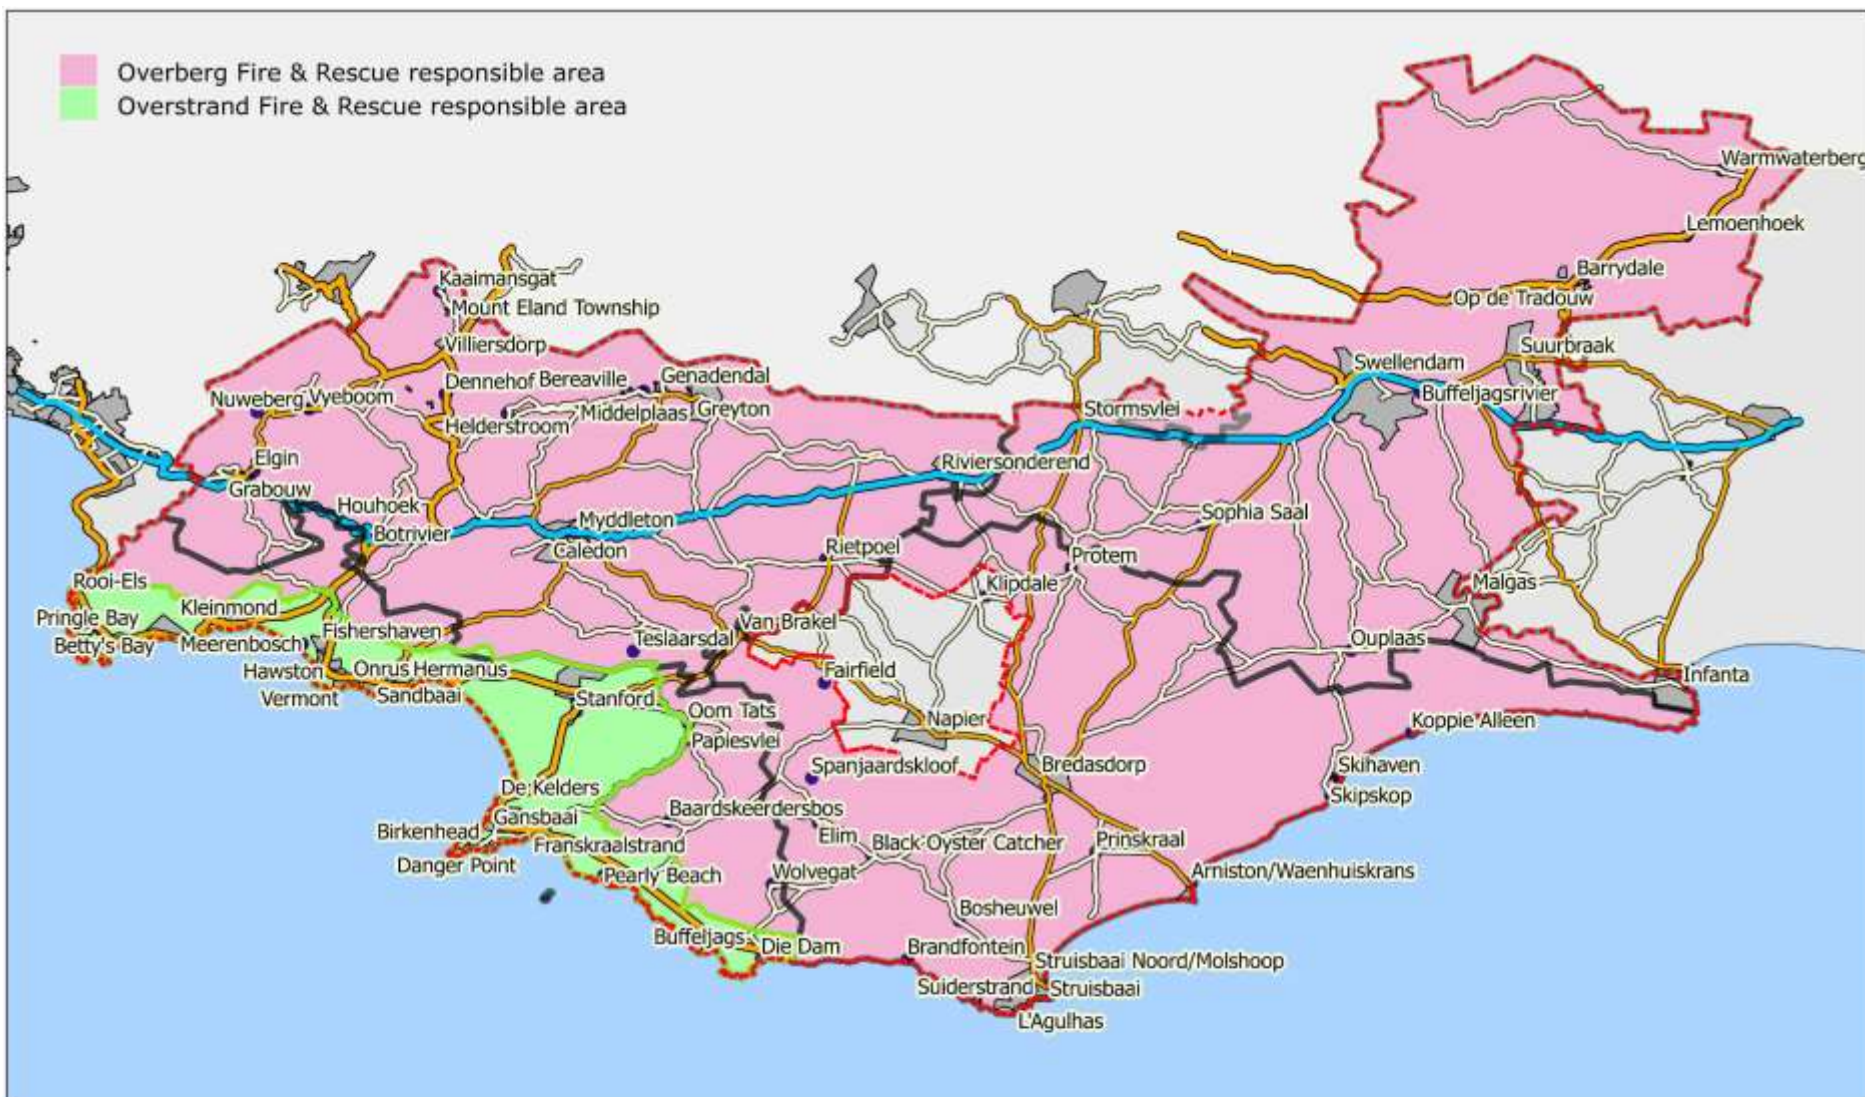 Overberg Fire & Rescue responsible area
Overstrand Fire & Rescue responsible area
Warmwaterberg
Lemoenhoek
Barrydale
Kaaimansgat
Op de Tradouw
Mount Eland Township
Villiersdorp
Suurbraak
Swellendam
Genadendal
Dennehof
Bereaville
Buffeljagsrivier
Nuweberg
Vyeboom
Middelplaas
Greyton
Stormsvlei
Helderstroom
Elgin
Riviersonderend
Grabouw
Houhoek
Sophia Saal
Myddleton
Botrivier
Caledon
Rietpoel
Protem
Rooi-Els
Klipdale
Malgas
Kleinmond
Pringle Bay
Van Brakel
Fishershaven
Betty's Bay
Meerenbosch
Teslaarsdal
Ouplaas
Hawston
Onrus
Hermanus
Fairfield
Infanta
Vermont
Sandbaai
Stanford
Oom Tats
Napier
Koppie Alleen
Papiesvlei
Spanjaardskloof
Bredasdorp
Skihaven
De Kelders
Skipskop
Baardskeerdersbos
Gansbaai
Birkenhead
Elim
Black Oyster Catcher
Prinskraal
Franskraalstrand
Danger Point
Pearly Beach
Wolvegat
Arniston/Waenhuiskrans
Bosheuwel
Buffeljags
Die Dam
Brandfontein
Struisbaai Noord/Molshoop
Suiderstrand
Struisbaai
L'Agulhas